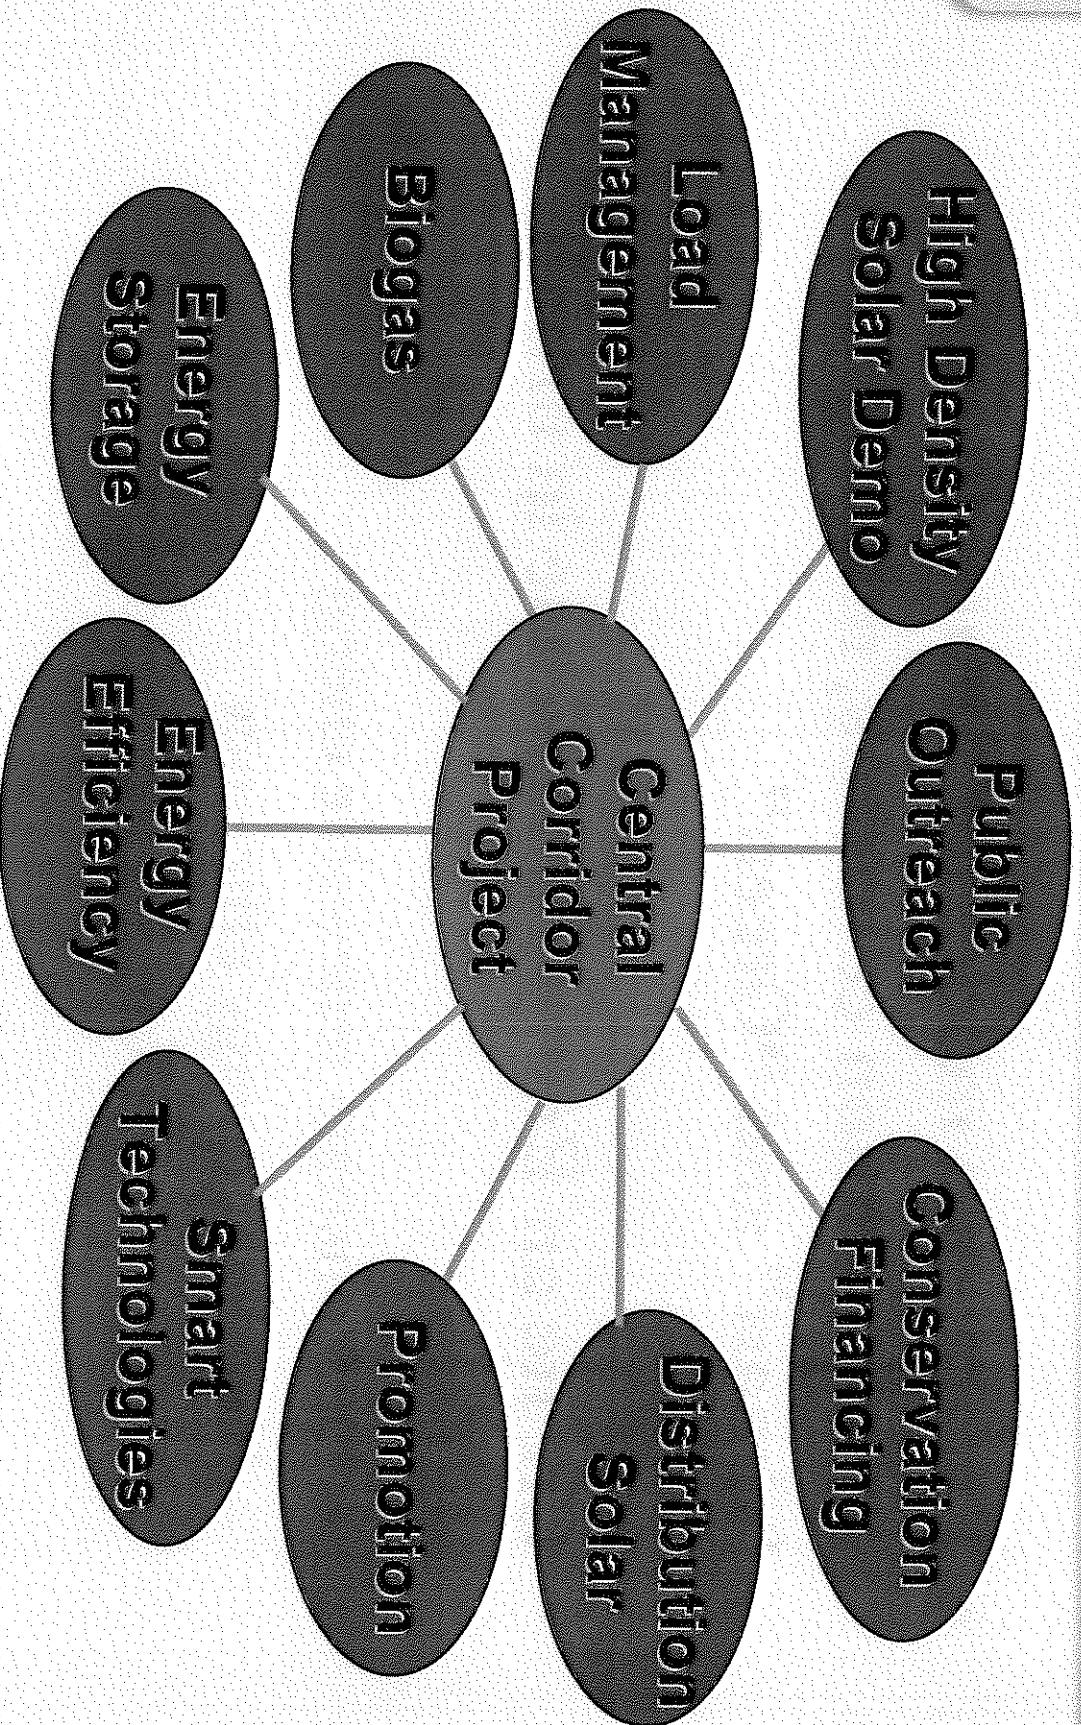 Public
Outreach
High Density
Solar Demo
Conservation
Financing
Load
Management
Central
Corridor
Project
Distribution
Solar
Biogas
Promotion
Energy
Storage
Energy
Efficiency
Smart
Technologies